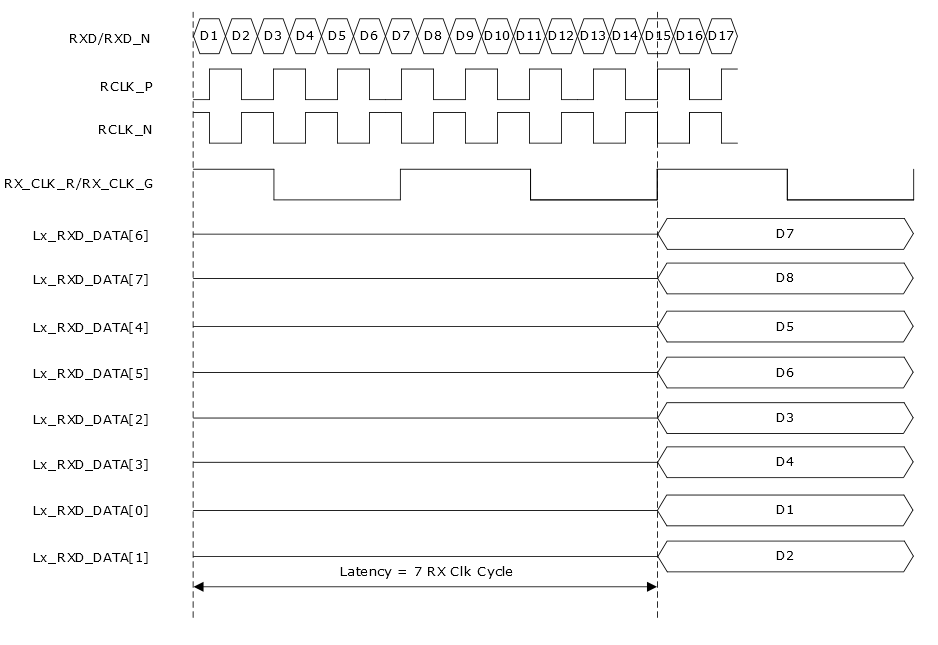 RXD/RXD_N D1 D2 D3 D4 D5 D6 D7 D8 D9 D10 D11 D12 D13 D14 D15 D16 D17
RCLK_P
RCLK_N
RX_CLK_R/RX_CLK_G
Lx_RXD_DATA[6] D7
Lx_RXD_DATA[7] D8
Lx_RXD_DATA[4] D5
Lx_RXD_DATA[5] D6
Lx_RXD_DATA[2] D3
Lx_RXD_DATA[3] D4
Lx_RXD_DATA[0] D1
Lx_RXD_DATA[1] D2
Latency = 7 RX Clk Cycle